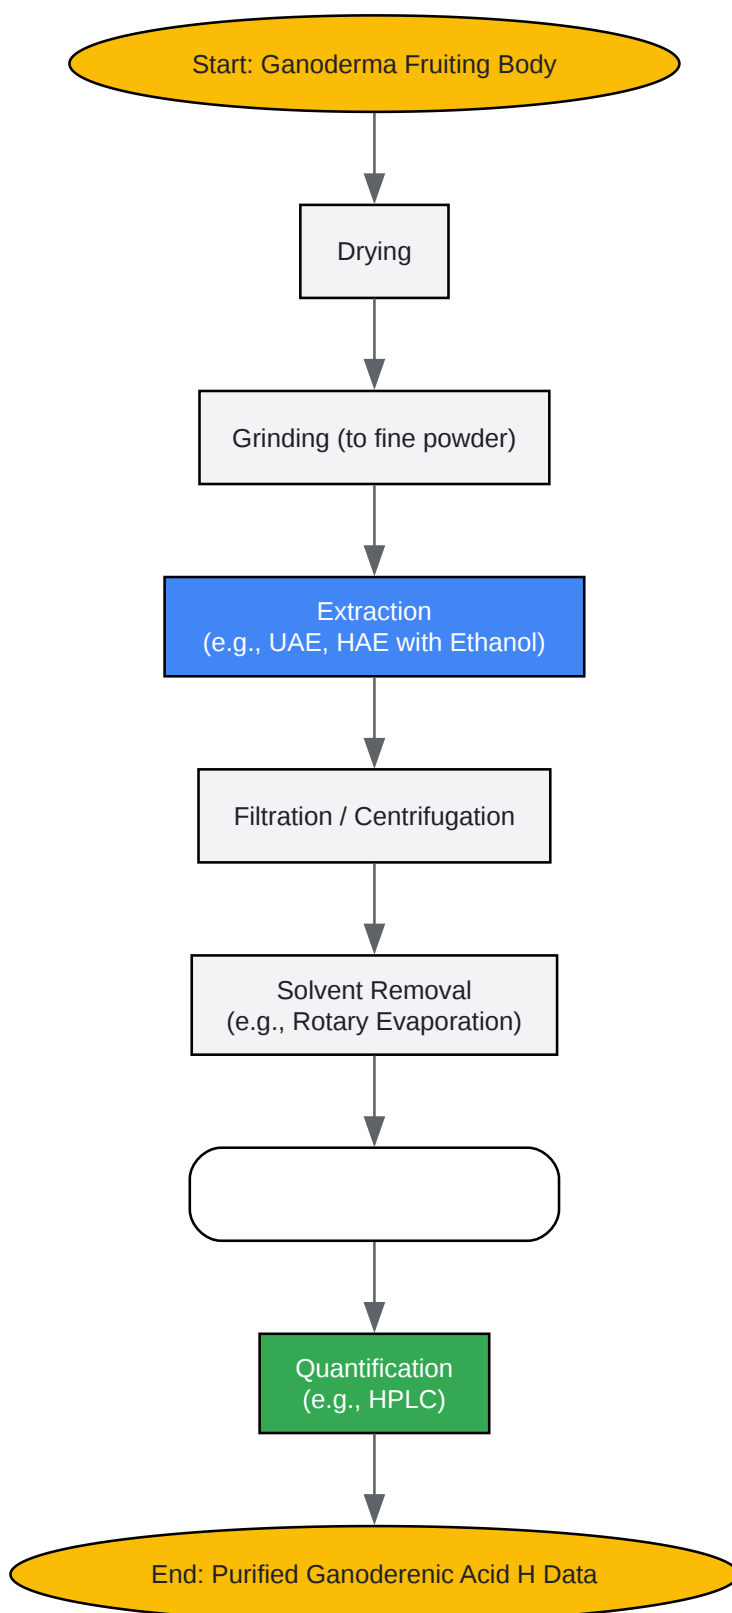 Start: Ganoderma Fruiting Body
Drying
Grinding (to fine powder)
Extraction
(e.g., UAE, HAE with Ethanol)
Filtration / Centrifugation
Solvent Removal
(e.g., Rotary Evaporation)
Quantification
(e.g., HPLC)
End: Purified Ganoderenic Acid H Data